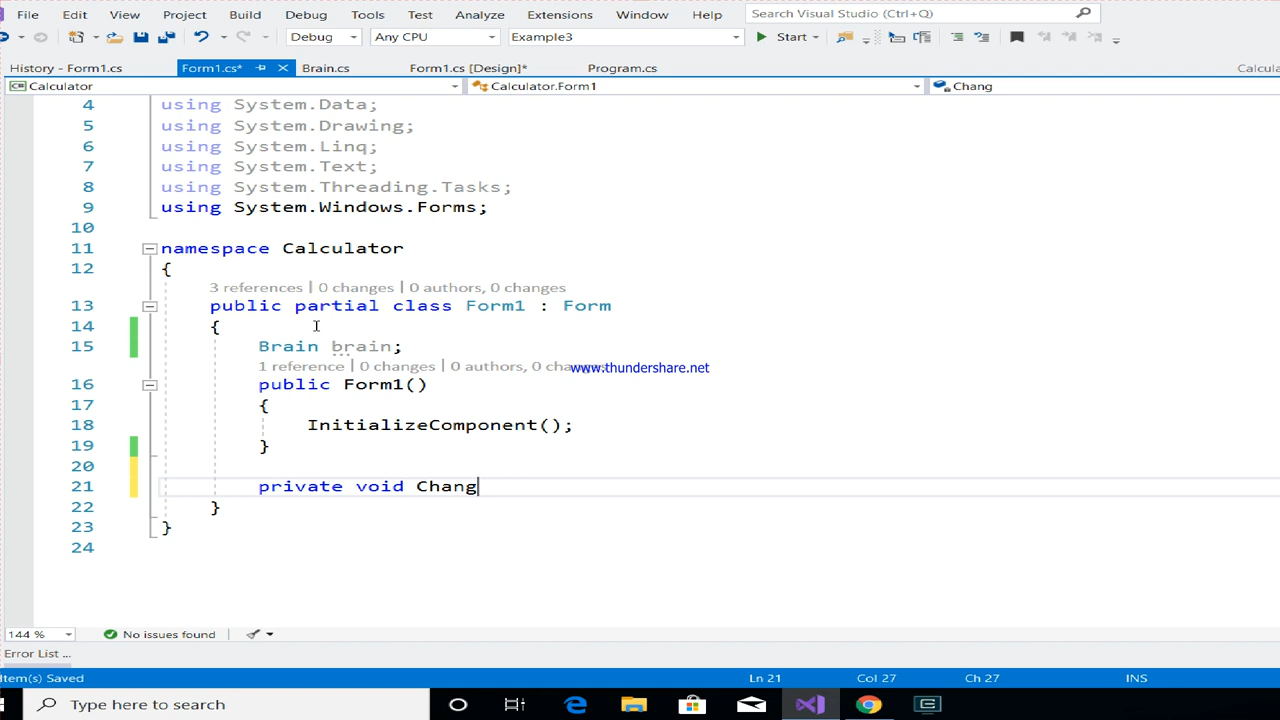 File Edit View Project Build Debug Tools Test Analyze Extensions Window Help Search Visual Studio (Ctrl+Q)
Debug Any CPU Example3 Start
History - Form1.cs Form1.cs* Brain.cs Form1.cs [Design]* Program.cs Calcula
Calculator Calculator.Form1 Chang
4 using System.Data;
5 using System.Drawing;
6 using System.Linq;
7 using System.Text;
8 using System.Threading.Tasks;
9 using System.Windows.Forms;
10
11 namespace Calculator
12 {
3 references | 0 changes | 0 authors, 0 changes
13 public partial class Form1 : Form
14 {
15 Brain brain;
1 reference | 0 changes | 0 authors, 0 cha
www.thundershare.net
16 public Form1()
17 {
18 InitializeComponent();
19 }
20
21 private void Chang
22 }
23 }
24
144 % No issues found
Error List ...
Item(s) Saved Ln 21 Col 27 Ch 27 INS
Type here to search